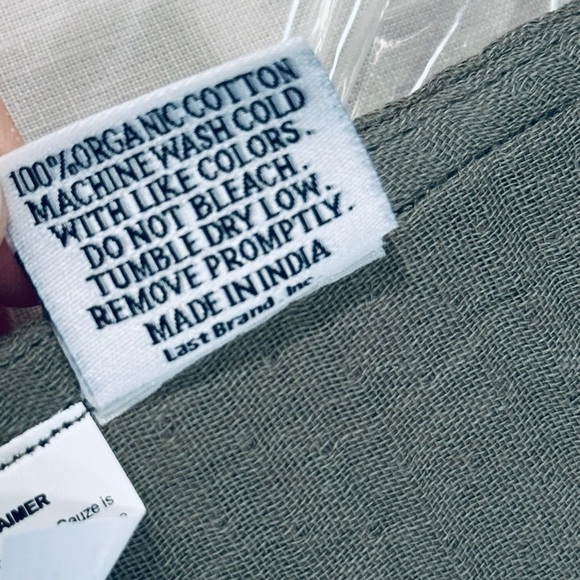 100% ORGANIC COTTON
MACHINE WASH COLD
WITH LIKE COLORS.
DO NOT BLEACH.
TUMBLE DRY LOW.
REMOVE PROMPTLY.
MADE IN INDIA
Last Brand, Inc
AIMER
Gauze is